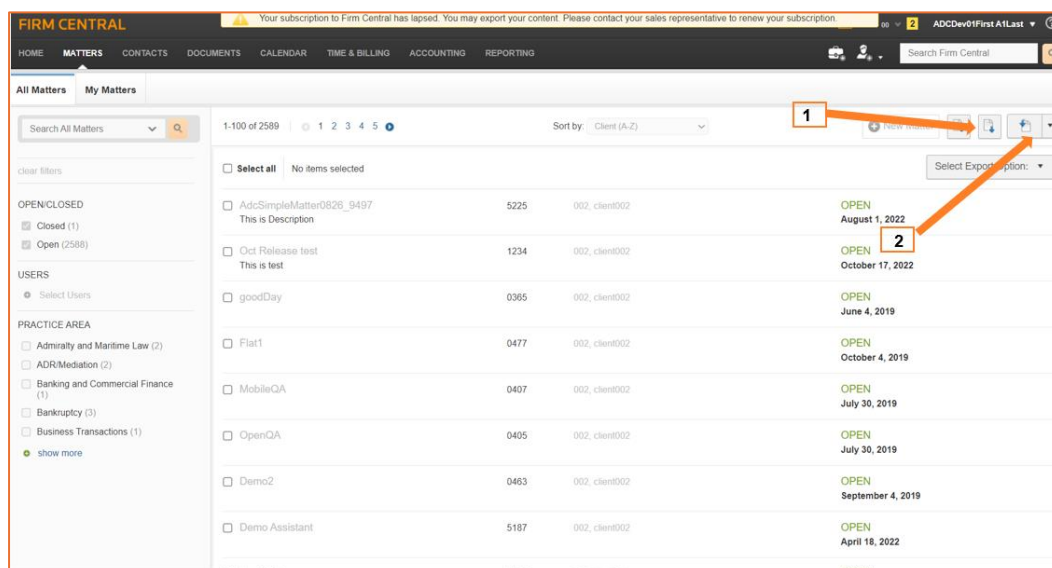 FIRM CENTRAL
Your subscription to Firm Central has lapsed. You may export your content. Please contact your sales representative to renew your subscription.
2 ADCDev01First A1Last
HOME MATTERS CONTACTS DOCUMENTS CALENDAR TIME & BILLING ACCOUNTING REPORTING
Search Firm Central
All Matters My Matters
Search All Matters
1-100 of 2589 1 2 3 4 5 Sort by: Client (A-Z)
1
clear filters
Select all No items selected
Select Export Option:
OPEN/CLOSED
Closed (1)
Open (2588)
USERS
Select Users
PRACTICE AREA
Admiralty and Maritime Law (2)
ADR/Mediation (2)
Banking and Commercial Finance
(1)
Bankruptcy (3)
Business Transactions (1)
show more
AdcSimpleMatter0826_9497 5225 002, client002 OPEN
This is Description August 1, 2022
2
Oct Release test 1234 002, client002 OPEN
This is test October 17, 2022
goodDay 0365 002, client002 OPEN
June 4, 2019
Flat1 0477 002, client002 OPEN
October 4, 2019
MobileQA 0407 002, client002 OPEN
July 30, 2019
OpenQA 0405 002, client002 OPEN
July 30, 2019
Demo2 0463 002, client002 OPEN
September 4, 2019
Demo Assistant 5187 002, client002 OPEN
April 18, 2022